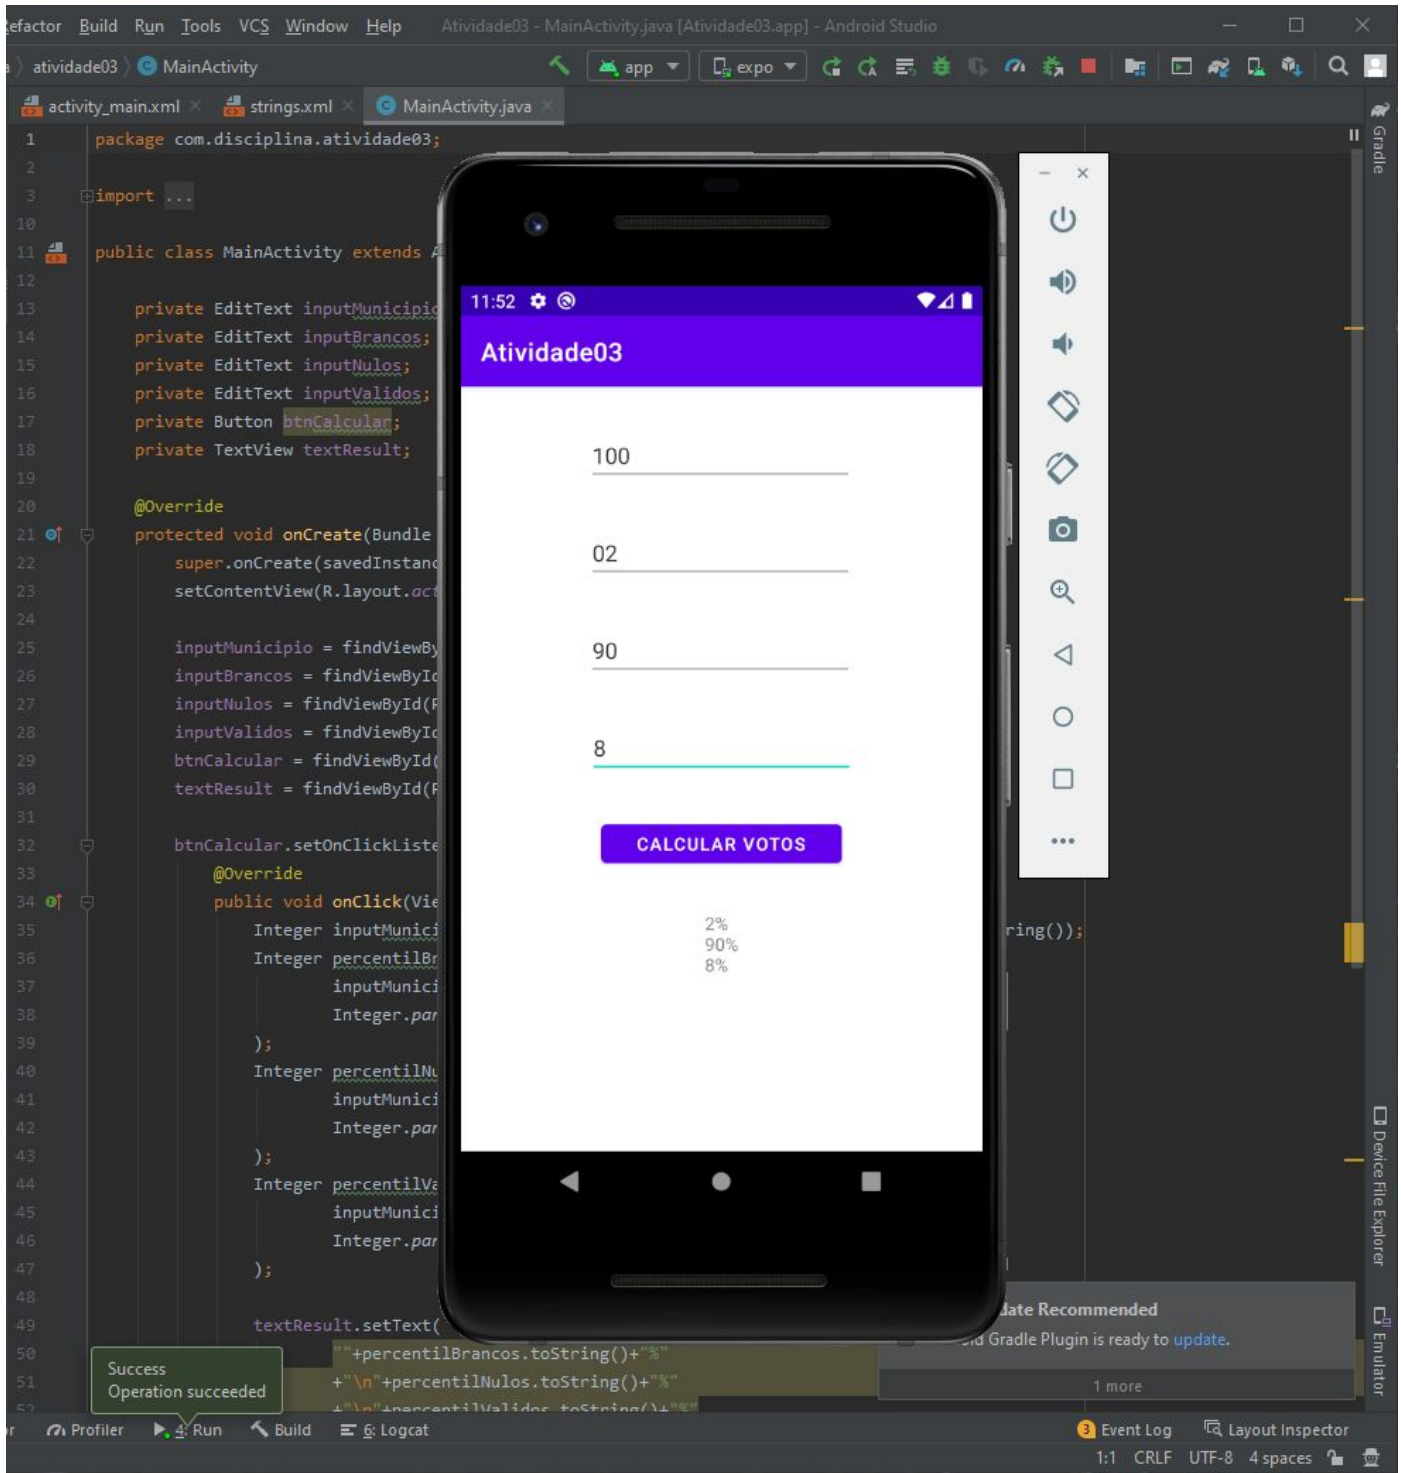 Refactor Build Run Tools VCS Window Help Atividade03 - MainActivity.java [Atividade03.app] - Android Studio
atividade03 MainActivity app expo
activity_main.xml strings.xml MainActivity.java
Gradle
1 package com.disciplina.atividade03;
2
3 import ...
10
11 public class MainActivity extends
12
13 private EditText inputMunicipio
14 private EditText inputBrancos;
15 private EditText inputNulos;
16 private EditText inputValidos;
17 private Button btnCalcular;
18 private TextView textResult;
19
20 @Override
21 protected void onCreate(Bundle
22 super.onCreate(savedInstanc
23 setContentView(R.layout.act
24
25 inputMunicipio = findViewBy
26 inputBrancos = findViewById
27 inputNulos = findViewById(R
28 inputValidos = findViewById
29 btnCalcular = findViewById(
30 textResult = findViewById(R
31
32 btnCalcular.setOnClickListe
33 @Override
34 public void onClick(Vie
35 Integer inputMunici ring());
36 Integer percentilBr
37 inputMunici
38 Integer.par
39 );
40 Integer percentilNu
41 inputMunici
42 Integer.par
43 );
44 Integer percentilVa
45 inputMunici
46 Integer.par
47 );
48
49 textResult.setText(
50 ""+percentilBrancos.toString()+"%"
51 +"\n"+percentilNulos.toString()+"%"
52 +"\n"+percentilValidos.toString()+"%"
11:52
Atividade03
100
02
90
8
CALCULAR VOTOS
2%
90%
8%
Device File Explorer
Emulator
date Recommended
id Gradle Plugin is ready to update.
1 more
Success
Operation succeeded
Profiler 4: Run Build 6: Logcat 3 Event Log Layout Inspector
1:1 CRLF UTF-8 4 spaces